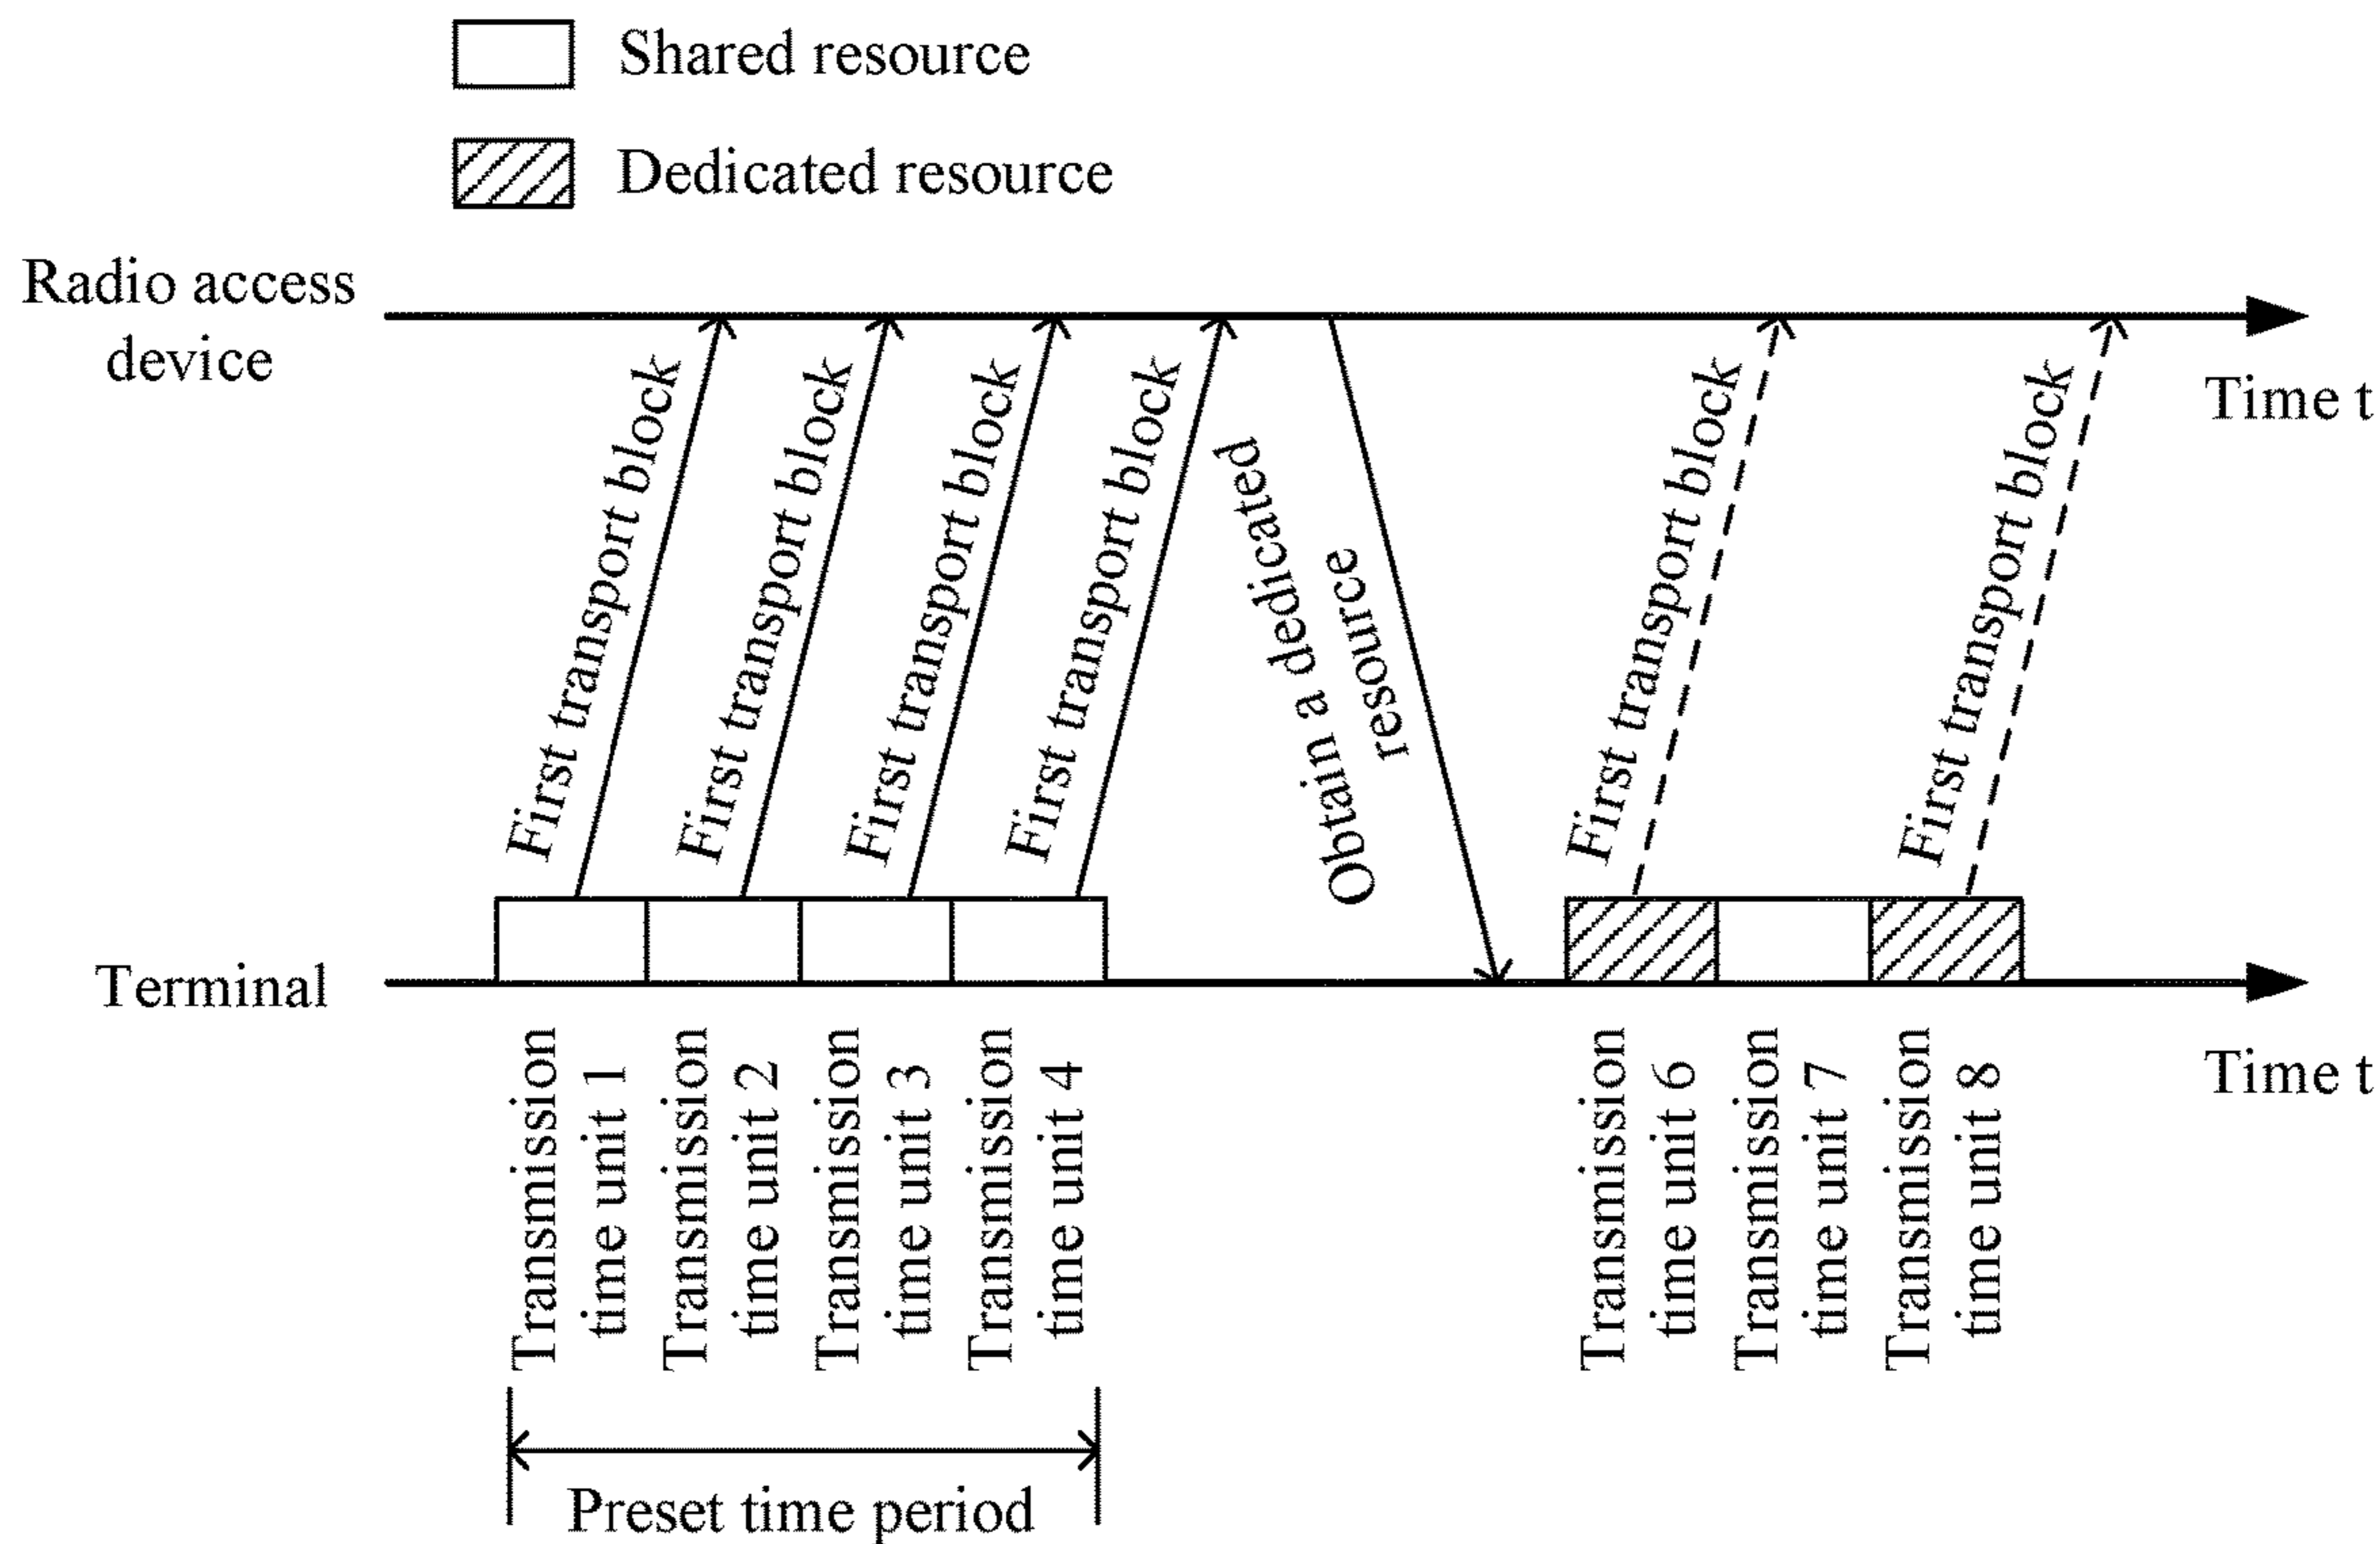 Shared resource
Dedicated resource
Radio access
device
Time t
First transport block
First transport block
First transport block
First transport block
Obtain a dedicated
resource
First transport block
First transport block
Terminal
Time t
Transmission
time unit 1
Transmission
time unit 2
Transmission
time unit 3
Transmission
time unit 4
Transmission
time unit 6
Transmission
time unit 7
Transmission
time unit 8
Preset time period